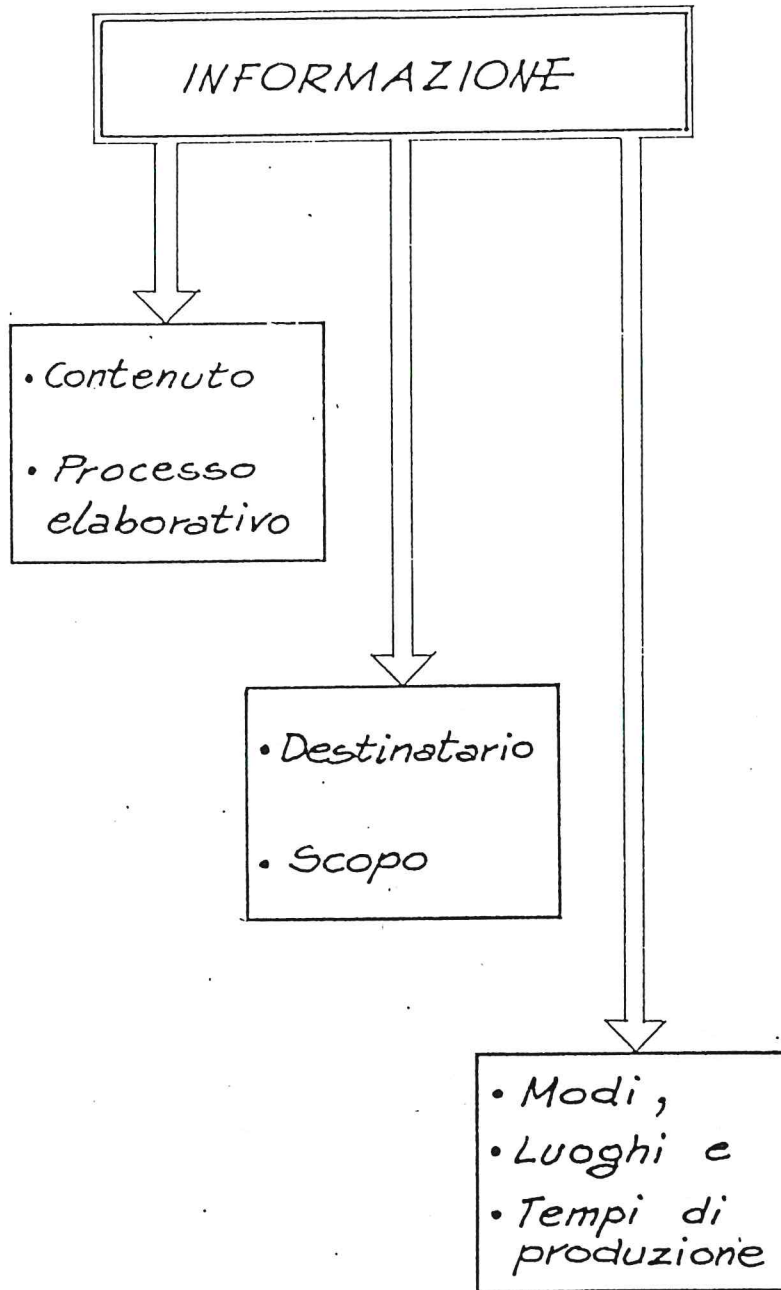 INFORMAZIONE
• Contenuto
• Processo
elaborativo
• Destinatario
• Scopo
• Modi,
• Luoghi e
• Tempi di
produzione